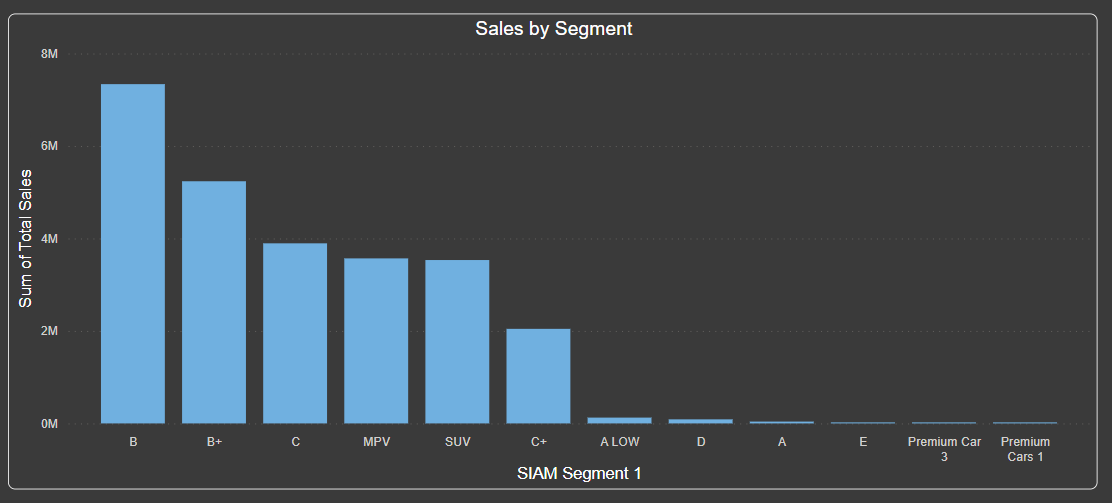 Sales by Segment
8M
6M
4M
2M
0M
Sum of Total Sales
B
B+
C
MPV
SUV
C+
A LOW
D
A
E
Premium Car
3
Premium
Cars 1
SIAM Segment 1